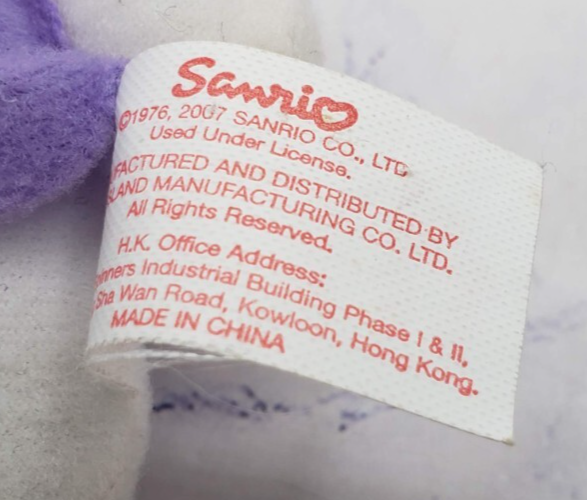 Sanrio
©1976, 2007 SANRIO CO., LTD
Used Under License.
FACTURED AND DISTRIBUTED BY
LAND MANUFACTURING CO. LTD.
All Rights Reserved.
H.K. Office Address:
inners Industrial Building Phase I & II,
Sha Wan Road, Kowloon, Hong Kong.
MADE IN CHINA